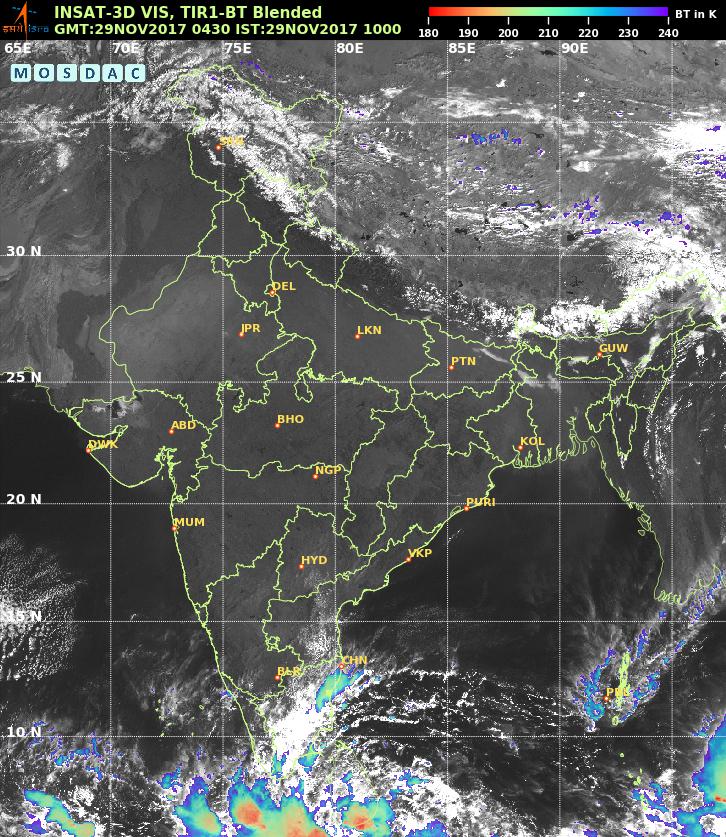 INSAT-3D VIS, TIR1-BT Blended
GMT:29NOV2017 0430 IST:29NOV2017 1000
BT in K
180 190 200 210 220 230 240
65E 70E 75E 80E 85E 90E
MOSDAC
30 N
DEL
JPR
LKN
GUW
PTN
25 N
BHO
ABD
DWK
KOL
NGP
20 N
PURI
MUM
VKP
HYD
15 N
CHN
BLR
10 N